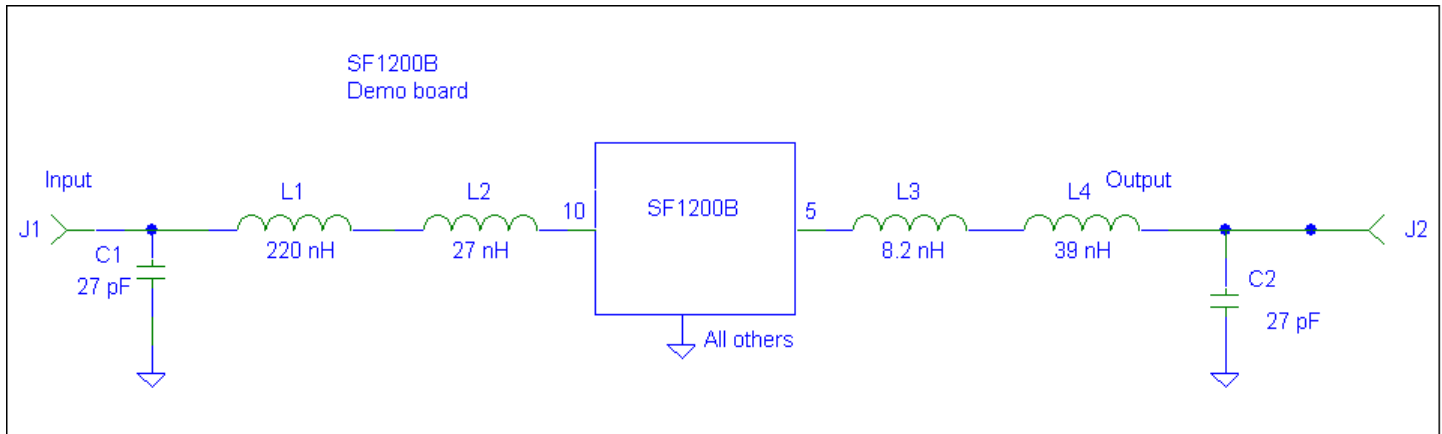 SF1200B
Demo board
Input
L1
L2
10
SF1200B
5
L3
L4
Output
J1
C1
27 pF
220 nH
27 nH
8.2 nH
39 nH
J2
C2
27 pF
All others